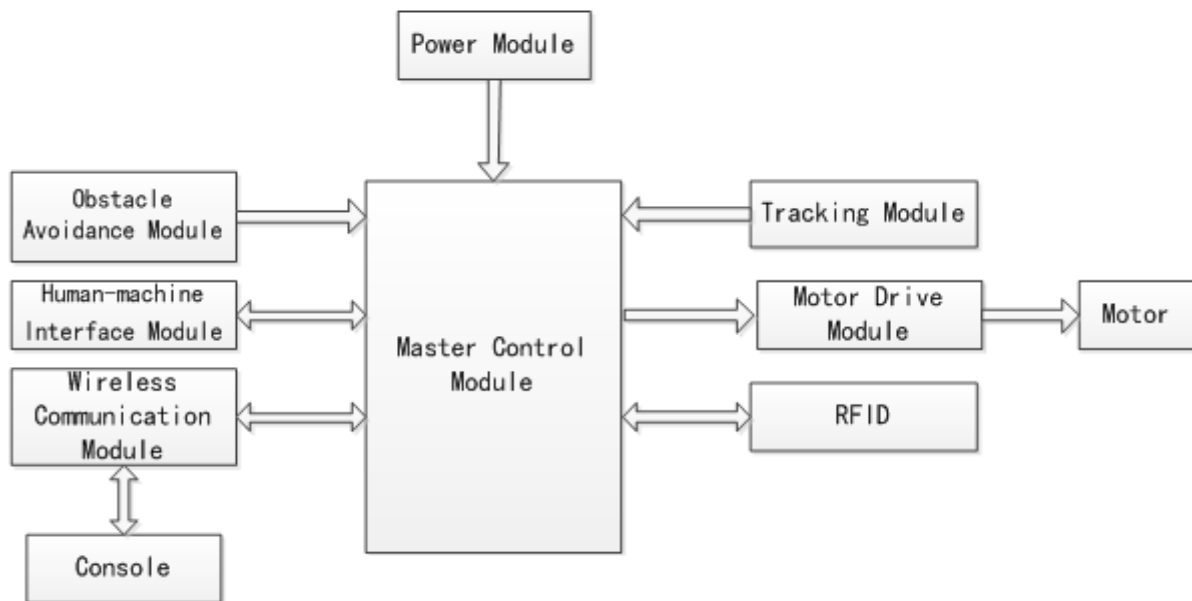 Power Module
Obstacle
Avoidance Module
Tracking Module
Human-machine
Interface Module
Motor Drive
Module
Motor
Master Control
Module
Wireless
Communication
Module
RFID
Console